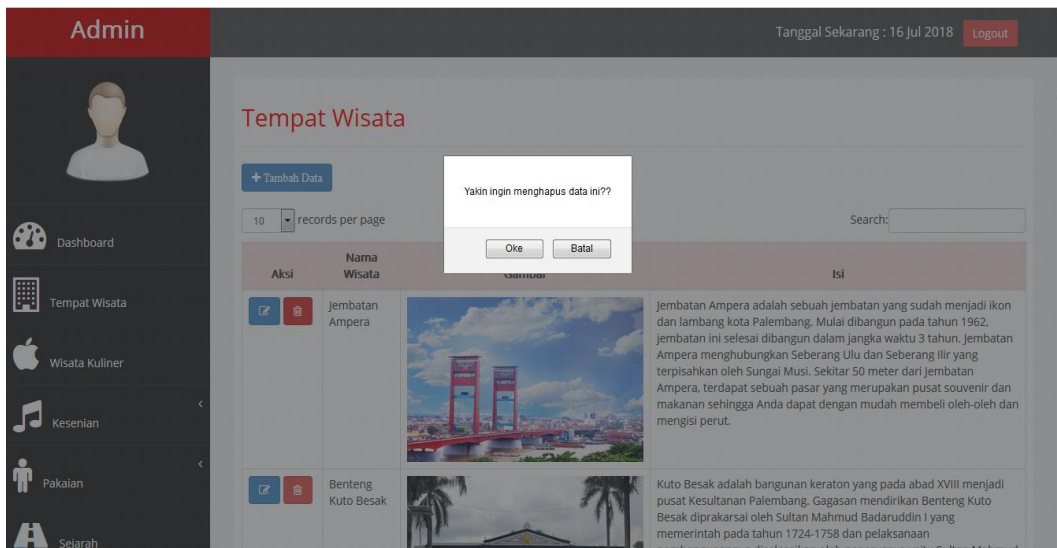 Admin
Tanggal Sekarang : 16 Jul 2018 Logout
Tempat Wisata
Tambah Data
Yakin ingin menghapus data ini??
Oke Batal
10 records per page
Search:
Dashboard
Tempat Wisata
Wisata Kuliner
Kesenian
Pakaian
Sejarah
Aksi
Nama
Wisata
Gambar
Isi
Jembatan
Ampera
Jembatan Ampera adalah sebuah jembatan yang sudah menjadi ikon
dan lambang kota Palembang. Mulai dibangun pada tahun 1962,
jembatan ini selesai dibangun dalam jangka waktu 3 tahun. Jembatan
Ampera menghubungkan Seberang Ulu dan Seberang Ilir yang
terpisahkan oleh Sungai Musi. Sekitar 50 meter dari Jembatan
Ampera, terdapat sebuah pasar yang merupakan pusat souvenir dan
makanan sehingga Anda dapat dengan mudah membeli oleh-oleh dan
mengisi perut.
Benteng
Kuto Besak
Kuto Besak adalah bangunan keraton yang pada abad XVIII menjadi
pusat Kesultanan Palembang. Gagasan mendirikan Benteng Kuto
Besak diprakarsai oleh Sultan Mahmud Badaruddin I yang
memerintah pada tahun 1724-1758 dan pelaksanaan